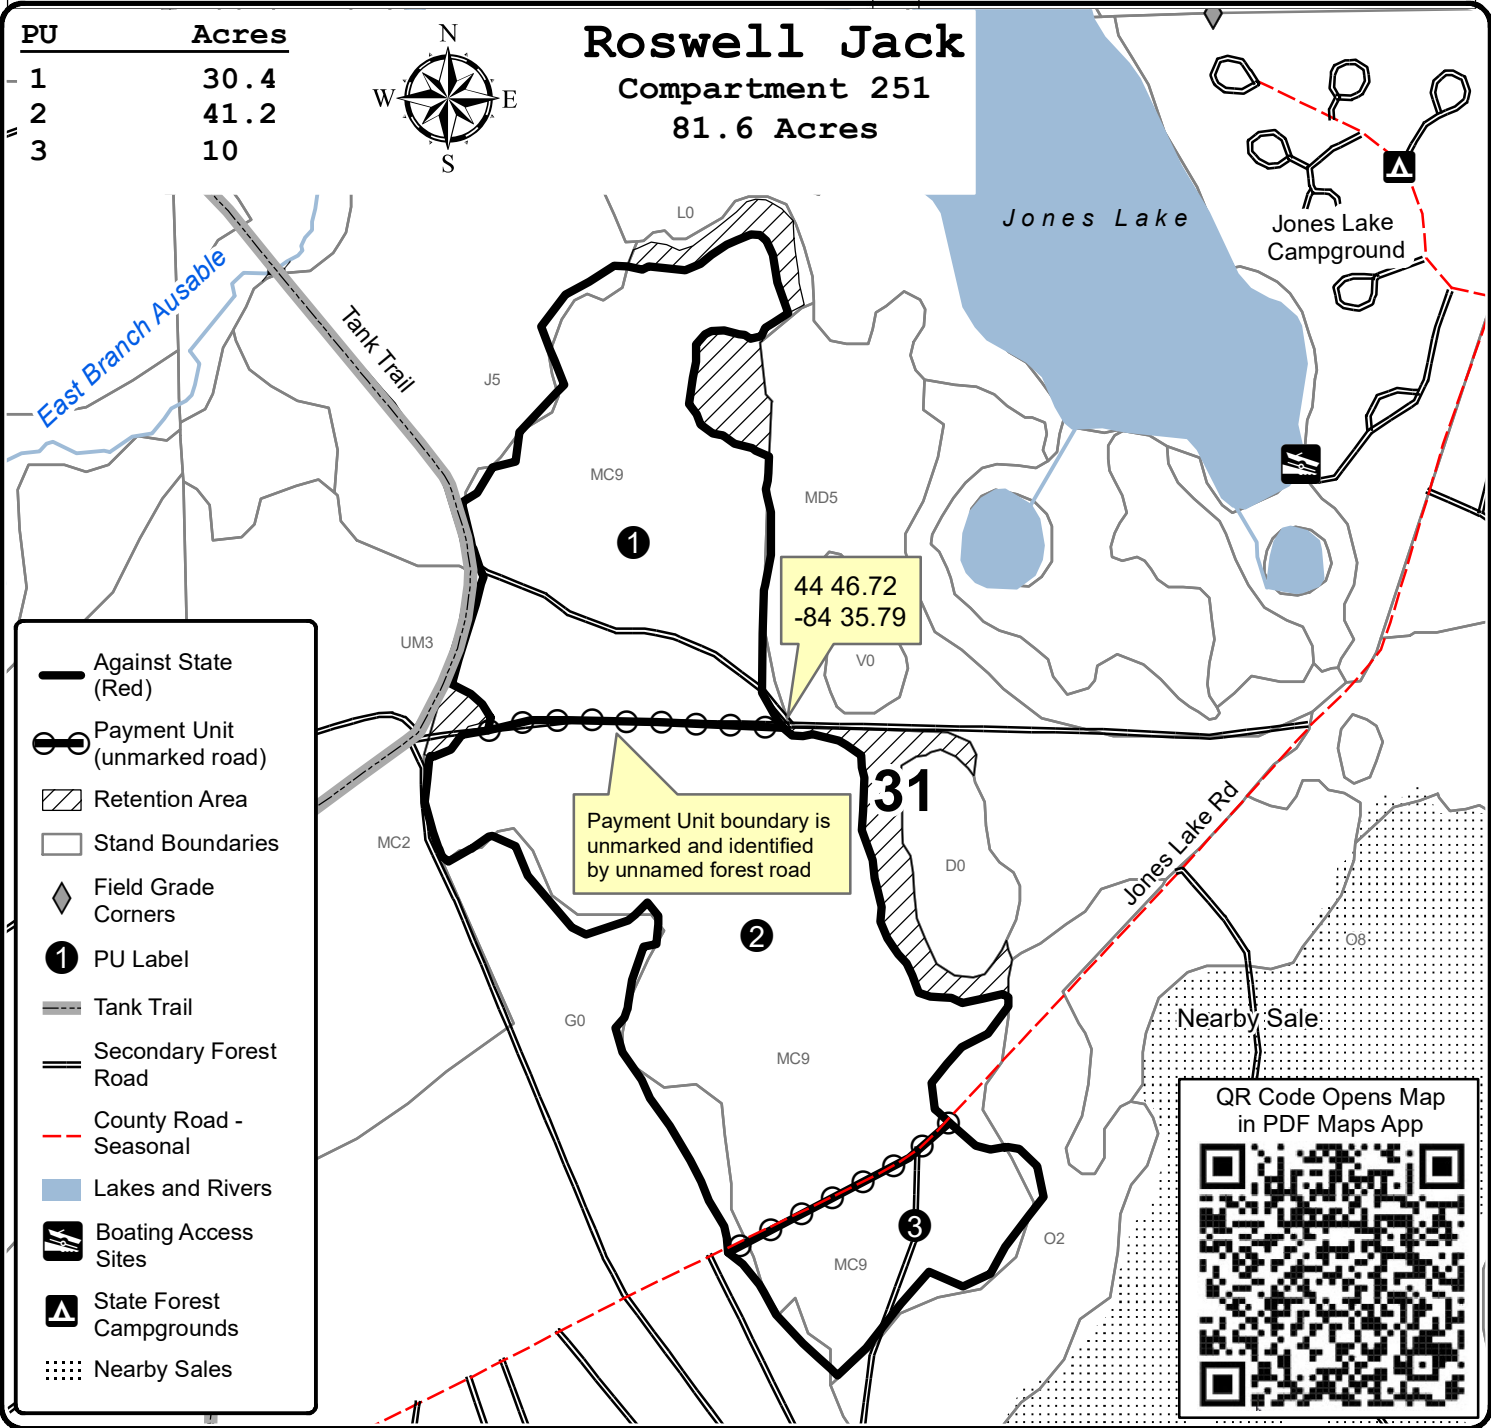 PU Acres
1 30.4
2 41.2
3 10
N
W E
S
Roswell Jack
Compartment 251
81.6 Acres
Jones Lake
Jones Lake
Campground
L0
East Branch Ausable
Tank Trail
J5
MC9
MD5
1
44 46.72
-84 35.79
UM3
V0
31
Payment Unit boundary is
unmarked and identified
by unnamed forest road
MC2
D0
Jones Lake Rd
2
O8
G0
Nearby Sale
MC9
3
O2
MC9
Against State
(Red)
Payment Unit
(unmarked road)
Retention Area
Stand Boundaries
Field Grade
Corners
1 PU Label
Tank Trail
Secondary Forest
Road
County Road -
Seasonal
Lakes and Rivers
Boating Access
Sites
State Forest
Campgrounds
Nearby Sales
QR Code Opens Map
in PDF Maps App